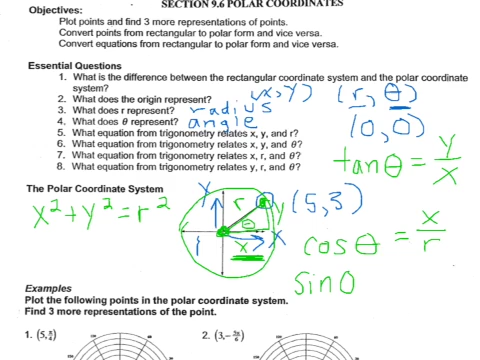 SECTION 9.6 POLAR COORDINATES
Objectives:
Plot points and find 3 more representations of points.
Convert points from rectangular to polar form and vice versa.
Convert equations from rectangular to polar form and vice versa.
Essential Questions
1. What is the difference between the rectangular coordinate system and the polar coordinate
system? (x, y) (r, θ)
2. What does the origin represent?
3. What does r represent? radius (0, 0)
4. What does θ represent? angle
5. What equation from trigonometry relates x, y, and r?
6. What equation from trigonometry relates x, y, and θ?
7. What equation from trigonometry relates x, r, and θ?
8. What equation from trigonometry relates y, r, and θ?
tanθ = y/x
The Polar Coordinate System
x² + y² = r²
y r θ y (5, 3)
x x
cosθ = x/r
sinθ
Examples
Plot the following points in the polar coordinate system.
Find 3 more representations of the point.